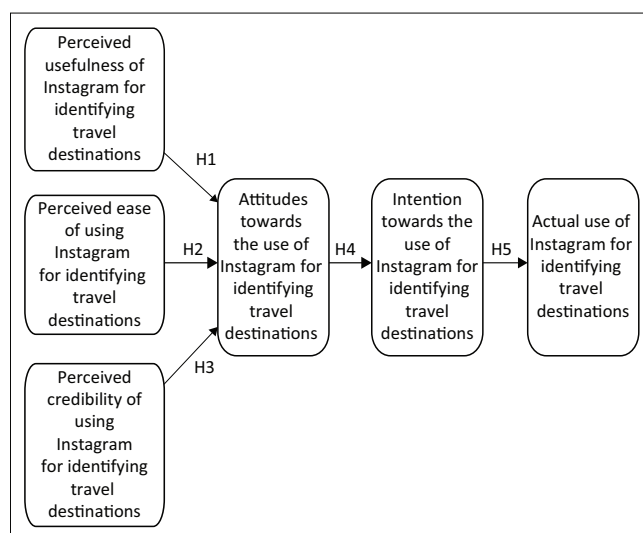 Perceived
usefulness of
Instagram for
identifying
travel
destinations
H1
Perceived ease
of using
Instagram
for identifying
travel
destinations
H2
Perceived
credibility of
using
Instagram
for identifying
travel
destinations
H3
Attitudes
towards
the use of
Instagram for
identifying
travel
destinations
H4
Intention
towards the
use of
Instagram for
identifying
travel
destinations
H5
Actual use of
Instagram for
identifying
travel
destinations